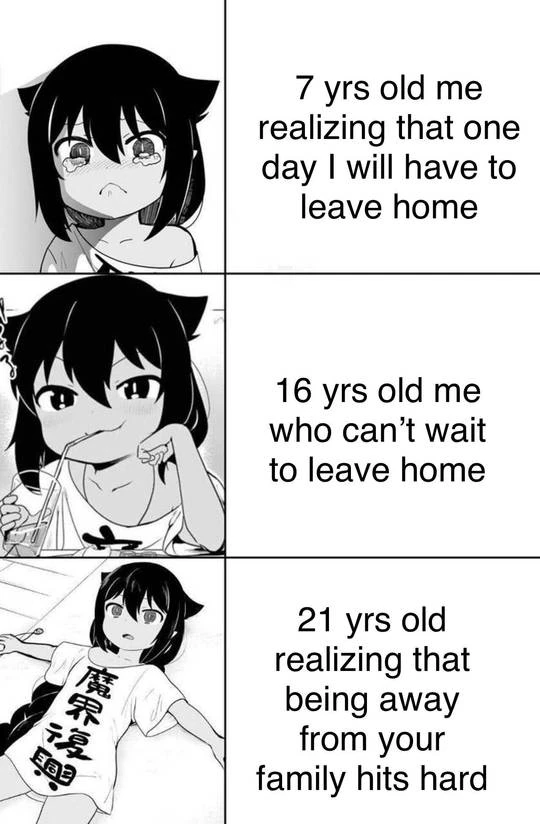 7 yrs old me
realizing that one
day I will have to
leave home
16 yrs old me
who can’t wait
to leave home
21 yrs old
realizing that
being away
from your
family hits hard
魔界復興